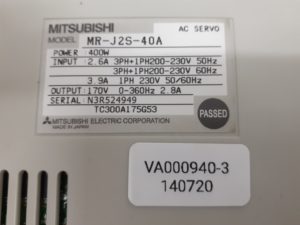 MITSUBISHI AC SERVO
MODEL MR-J2S-40A
POWER 400W
INPUT 2.6A 3PH+1PH200-230V 50Hz
3PH+1PH200-230V 60Hz
3.9A 1PH 230V 50/60Hz
OUTPUT: 170V 0-360Hz 2.8A
SERIAL: N3R524949
TC300A175G53
PASSED
MITSUBISHI ELECTRIC CORPORATION
MADE IN JAPAN
VA000940-3
140720